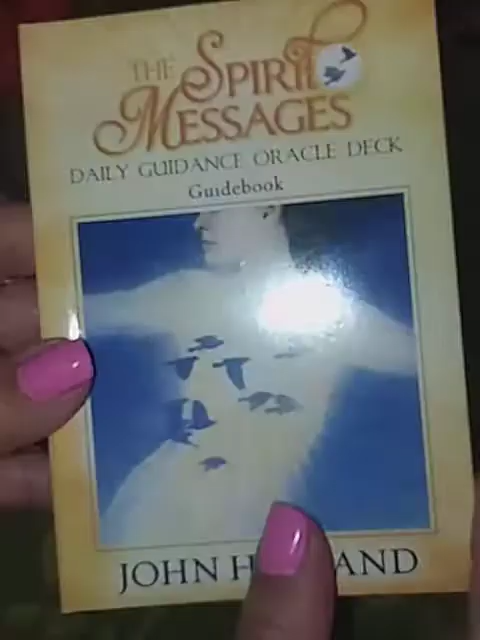 THE SPIRIT
MESSAGES
DAILY GUIDANCE ORACLE DECK
Guidebook
JOHN